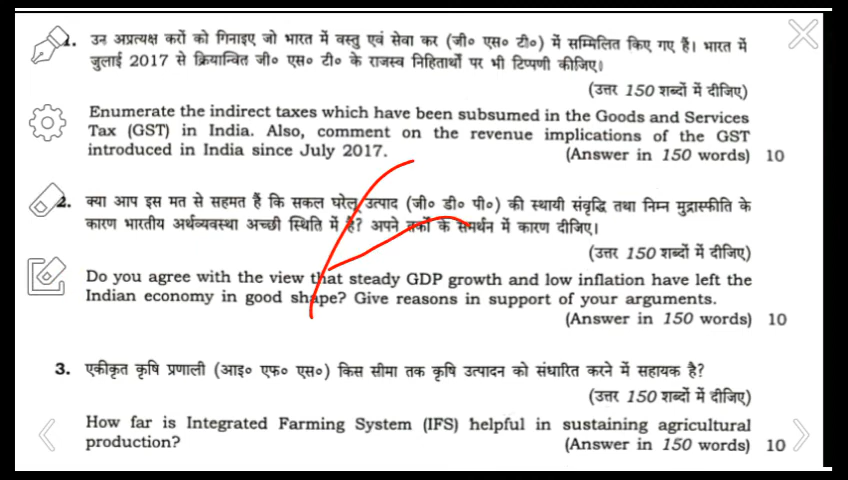 1. उन अप्रत्यक्ष करों को गिनाइए जो भारत में वस्तु एवं सेवा कर (जी० एस० टी०) में सम्मिलित किए गए हैं। भारत में
जुलाई 2017 से क्रियान्वित जी० एस० टी० के राजस्व निहितार्थों पर भी टिप्पणी कीजिए।
(उत्तर 150 शब्दों में दीजिए)
Enumerate the indirect taxes which have been subsumed in the Goods and Services
Tax (GST) in India. Also, comment on the revenue implications of the GST
introduced in India since July 2017.
(Answer in 150 words) 10
2. क्या आप इस मत से सहमत हैं कि सकल घरेलू उत्पाद (जी० डी० पी०) की स्थायी संवृद्धि तथा निम्न मुद्रास्फीति के
कारण भारतीय अर्थव्यवस्था अच्छी स्थिति में है? अपने तर्कों के समर्थन में कारण दीजिए।
(उत्तर 150 शब्दों में दीजिए)
Do you agree with the view that steady GDP growth and low inflation have left the
Indian economy in good shape? Give reasons in support of your arguments.
(Answer in 150 words) 10
3. एकीकृत कृषि प्रणाली (आइ० एफ० एस०) किस सीमा तक कृषि उत्पादन को संधारित करने में सहायक है?
(उत्तर 150 शब्दों में दीजिए)
How far is Integrated Farming System (IFS) helpful in sustaining agricultural
production?
(Answer in 150 words) 10